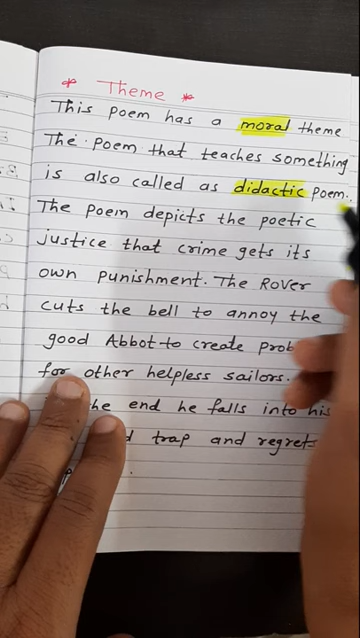 * Theme *
This poem has a moral theme
The poem that teaches something
is also called as didactic poem.
The poem depicts the poetic
justice that crime gets its
own punishment. The Rover
cuts the bell to annoy the
good Abbot to create
for other helpless sailors.
the end he falls into his
trap and regrets